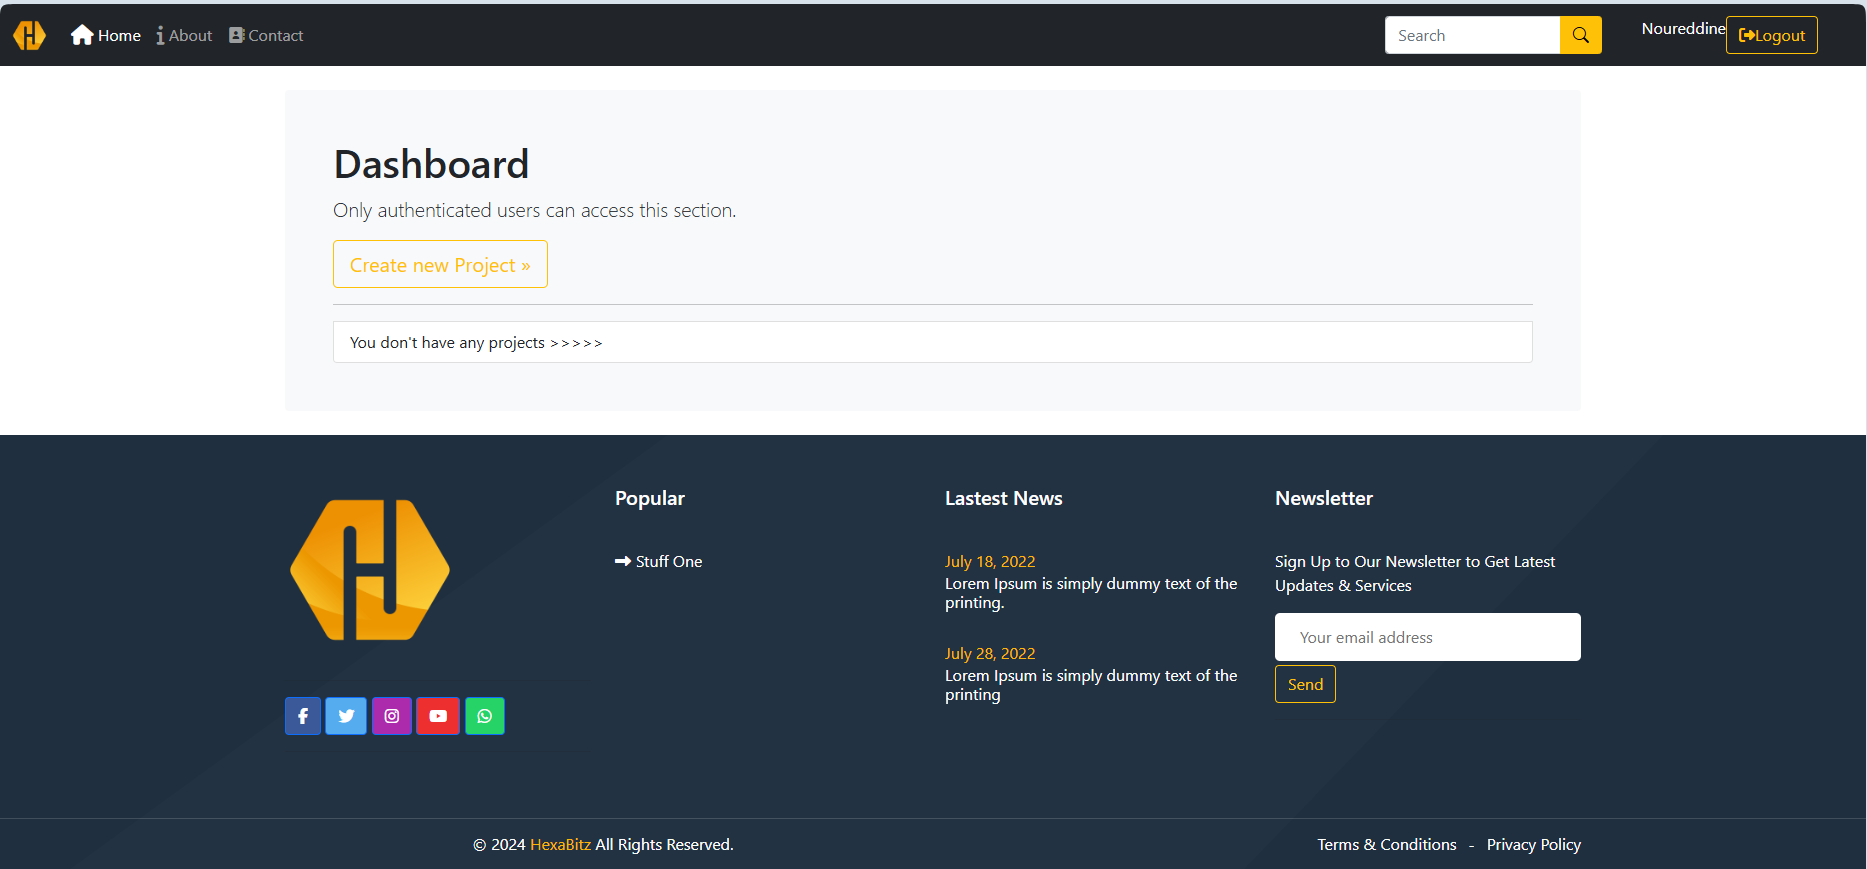 Home About Contact Search Noureddine Logout
Dashboard
Only authenticated users can access this section.
Create new Project »
You don't have any projects >>>>>
Popular
Stuff One
Lastest News
July 18, 2022
Lorem Ipsum is simply dummy text of the
printing.
July 28, 2022
Lorem Ipsum is simply dummy text of the
printing
Newsletter
Sign Up to Our Newsletter to Get Latest
Updates & Services
Your email address
Send
© 2024 HexaBitz All Rights Reserved.
Terms & Conditions - Privacy Policy